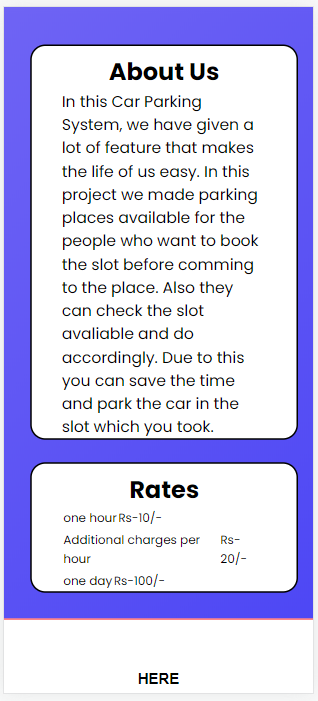 About Us
In this Car Parking
System, we have given a
lot of feature that makes
the life of us easy. In this
project we made parking
places available for the
people who want to book
the slot before comming
to the place. Also they
can check the slot
avaliable and do
accordingly. Due to this
you can save the time
and park the car in the
slot which you took.
Rates
one hour Rs-10/-
Additional charges per Rs-
hour 20/-
one day Rs-100/-
HERE